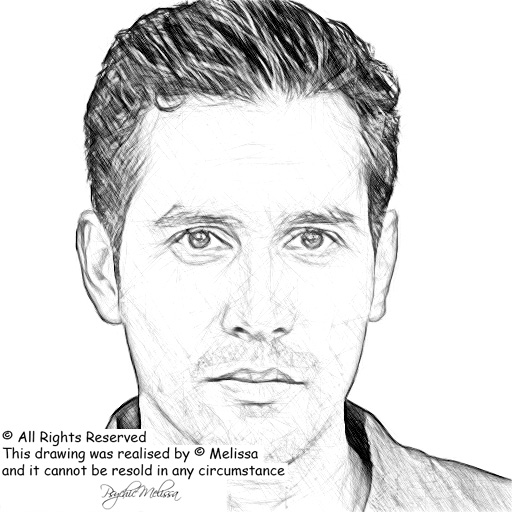 © All Rights Reserved
This drawing was realised by © Melissa
and it cannot be resold in any circumstance
Psychic Melissa